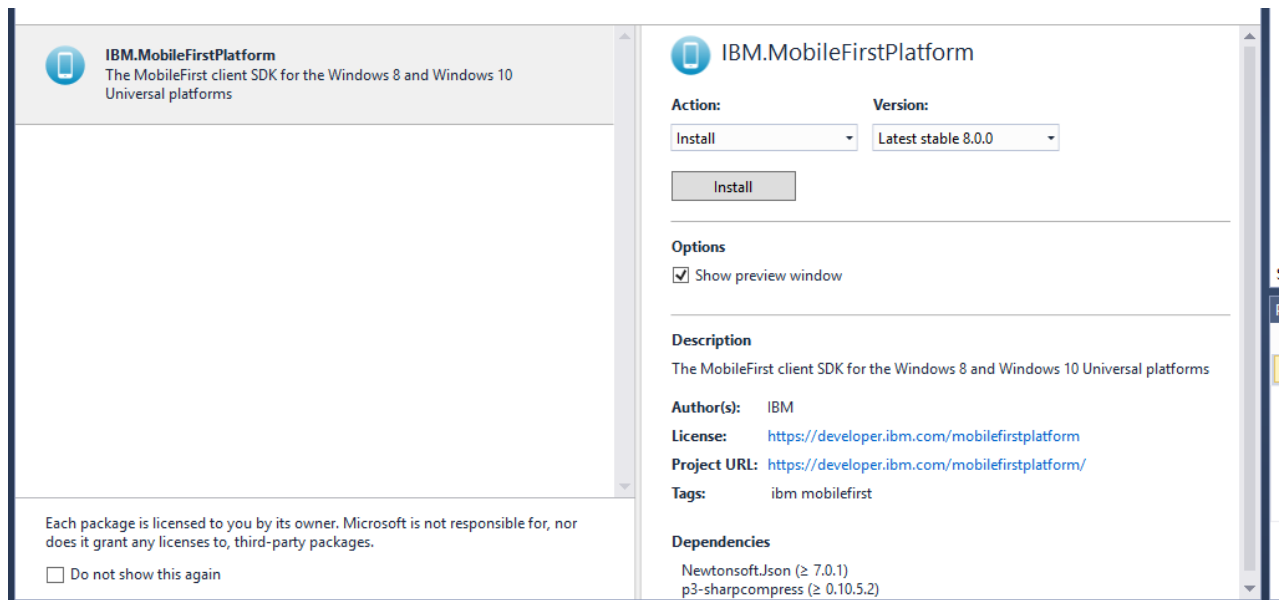 IBM.MobileFirstPlatform
The MobileFirst client SDK for the Windows 8 and Windows 10
Universal platforms
Each package is licensed to you by its owner. Microsoft is not responsible for, nor
does it grant any licenses to, third-party packages.
Do not show this again
IBM.MobileFirstPlatform
Action: Version:
Install Latest stable 8.0.0
Install
Options
Show preview window
Description
The MobileFirst client SDK for the Windows 8 and Windows 10 Universal platforms
Author(s): IBM
License: https://developer.ibm.com/mobilefirstplatform
Project URL: https://developer.ibm.com/mobilefirstplatform/
Tags: ibm mobilefirst
Dependencies
Newtonsoft.Json (≥ 7.0.1)
p3-sharpcompress (≥ 0.10.5.2)